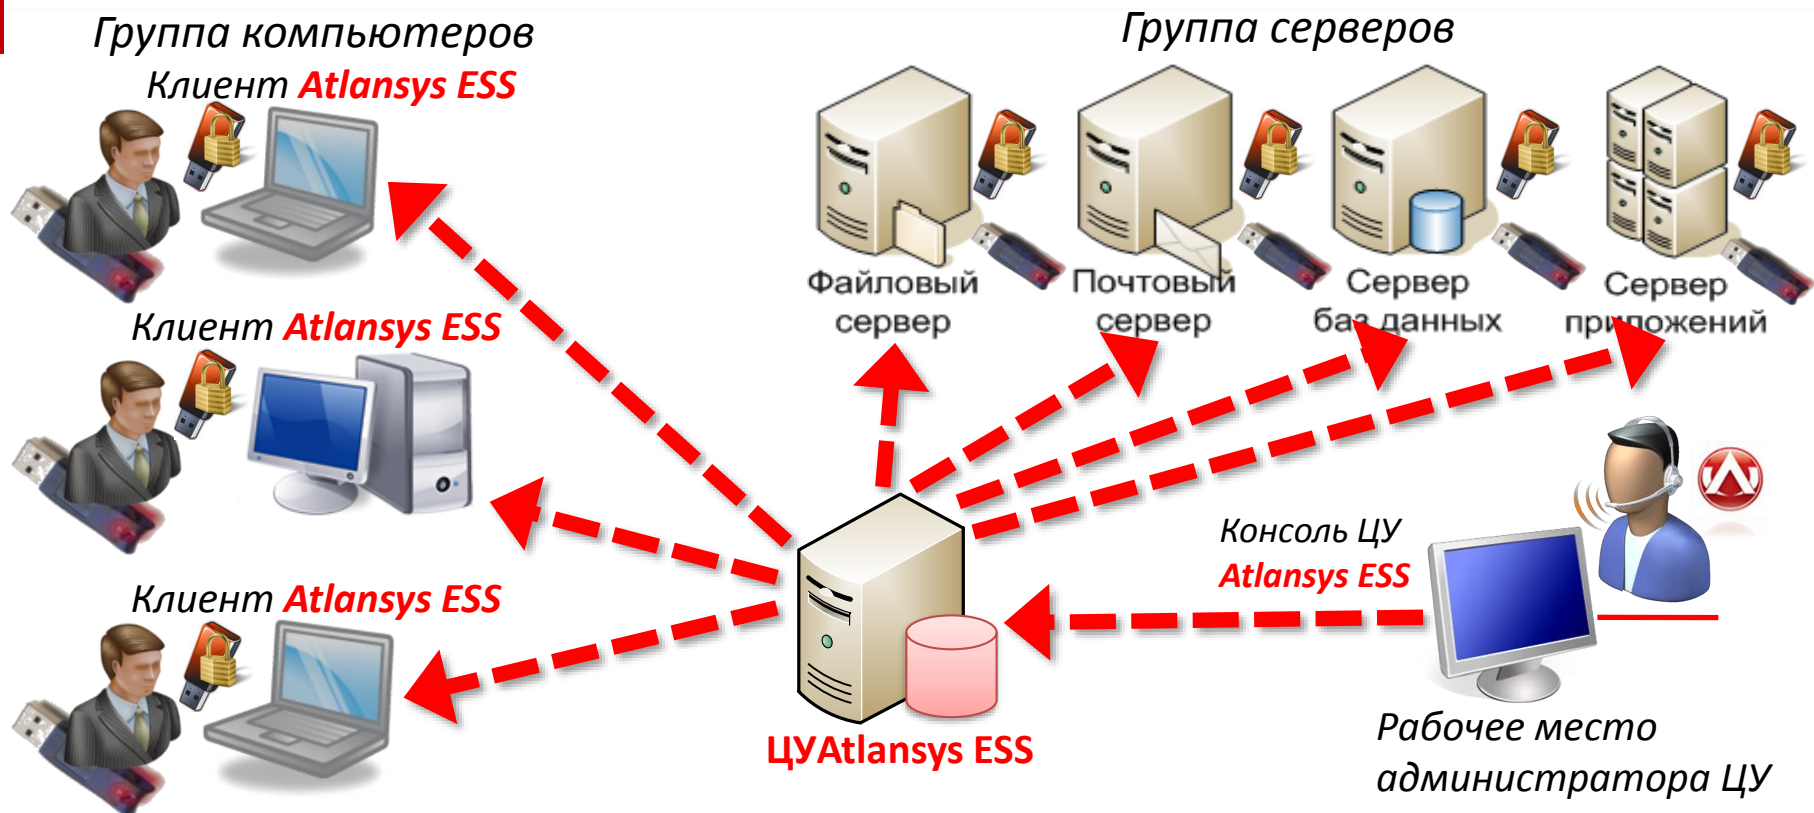 Группа компьютеров
Клиент Atlansys ESS
Клиент Atlansys ESS
Клиент Atlansys ESS
Группа серверов
Файловый
сервер
Почтовый
сервер
Сервер
баз данных
Сервер
приложений
Консоль ЦУ
Atlansys ESS
ЦУAtlansys ESS
Рабочее место
администратора ЦУ